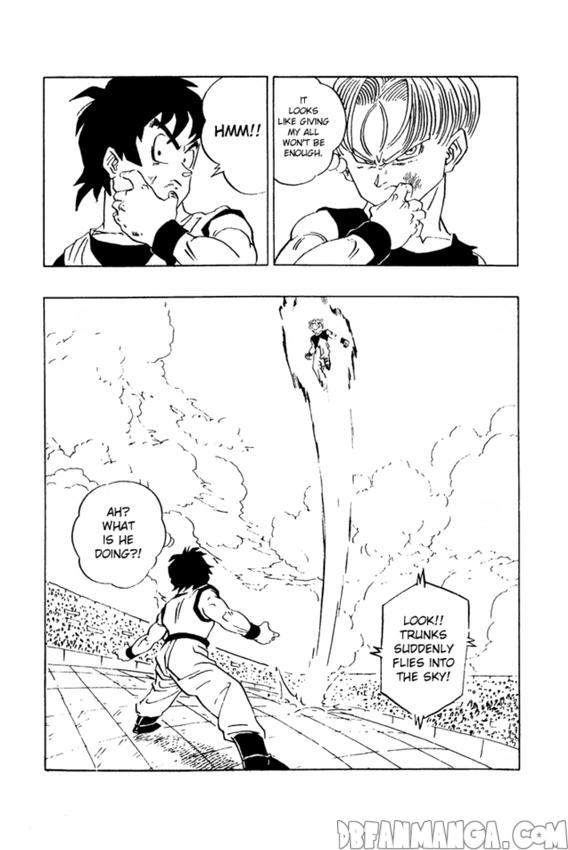 IT
LOOKS
LIKE GIVING
MY ALL
WON'T BE
ENOUGH.
HMM!!
AH?
WHAT
IS HE
DOING?!
LOOK!!
TRUNKS
SUDDENLY
FLIES INTO
THE SKY!
DBFANMANGA.COM